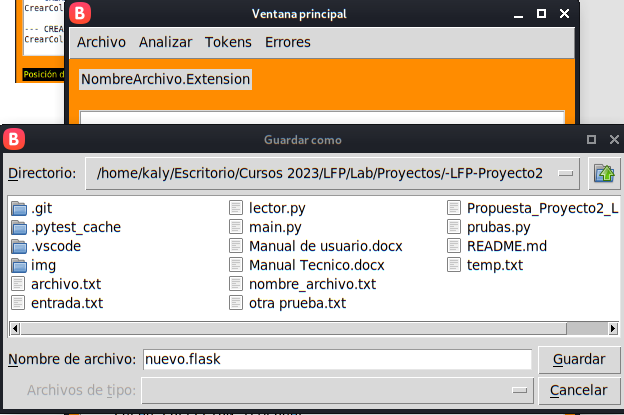 CrearCol
--- CREA
CrearCol
Posición d
B
Ventana principal
Archivo Analizar Tokens Errores
NombreArchivo.Extension
B
Guardar como
Directorio: /home/kaly/Escritorio/Cursos 2023/LFP/Lab/Proyectos/-LFP-Proyecto2
.git lector.py Propuesta_Proyecto2_L
.pytest_cache main.py prubas.py
.vscode Manual de usuario.docx README.md
img Manual Tecnico.docx temp.txt
archivo.txt nombre_archivo.txt
entrada.txt otra prueba.txt
Nombre de archivo: nuevo.flask Guardar
Archivos de tipo: Cancelar